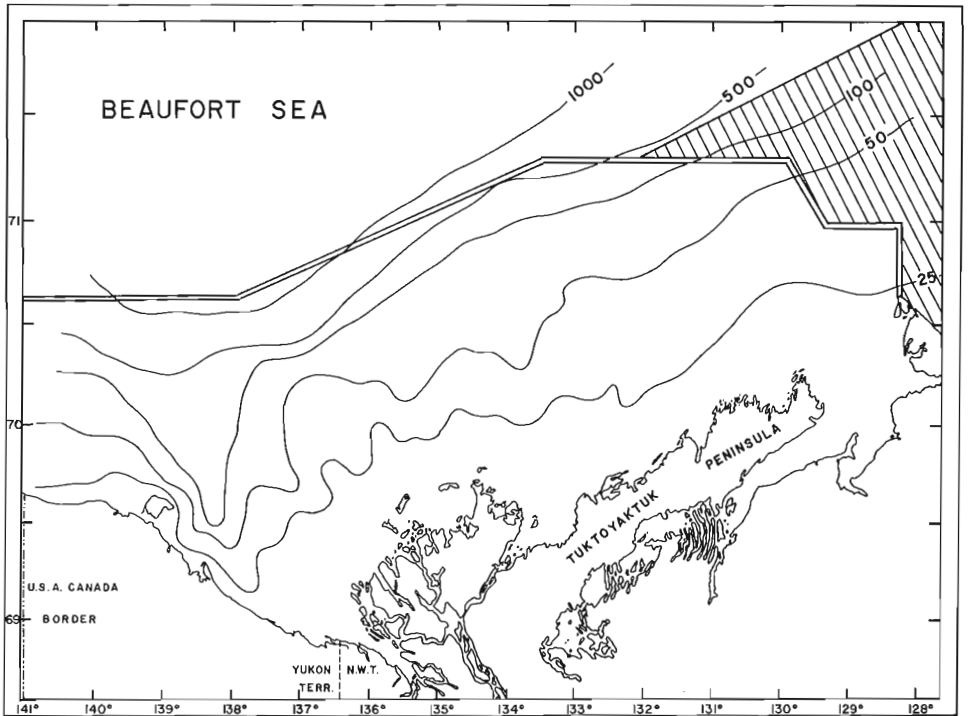 BEAUFORT SEA
1000
500
100
50
25
71
70
69
TUKTOYAKTUK
PENINSULA
U.S.A. CANADA
BORDER
YUKON
TERR.
N.W.T.
141° 140° 139° 138° 137° 136° 135° 134° 133° 132° 131° 130° 129° 128°